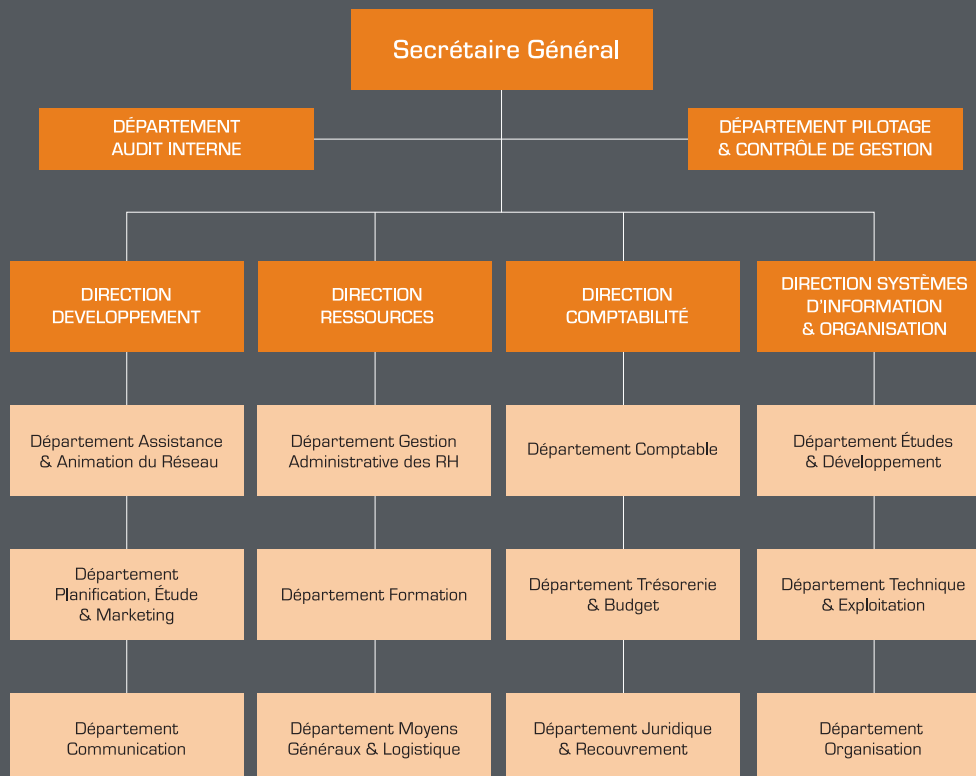 Secrétaire Général
DÉPARTEMENT
AUDIT INTERNE
DÉPARTEMENT PILOTAGE
& CONTRÔLE DE GESTION
DIRECTION
DEVELOPPEMENT
DIRECTION
RESSOURCES
DIRECTION
COMPTABILITÉ
DIRECTION SYSTÈMES
D'INFORMATION
& ORGANISATION
Département Assistance
& Animation du Réseau
Département Gestion
Administrative des RH
Département Comptable
Département Études
& Développement
Département
Planification, Étude
& Marketing
Département Formation
Département Trésorerie
& Budget
Département Technique
& Exploitation
Département
Communication
Département Moyens
Généraux & Logistique
Département Juridique
& Recouvrement
Département
Organisation